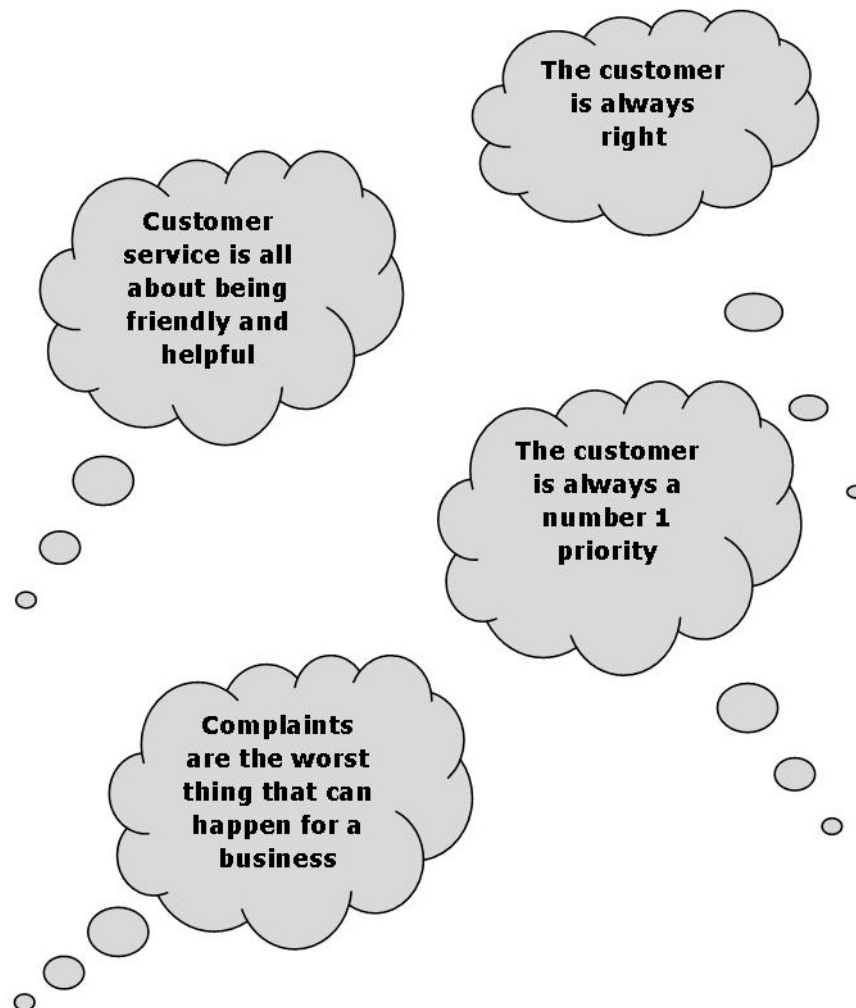 The customer
is always
right
Customer
service is all
about being
friendly and
helpful
The customer
is always a
number 1
priority
Complaints
are the worst
thing that can
happen for a
business